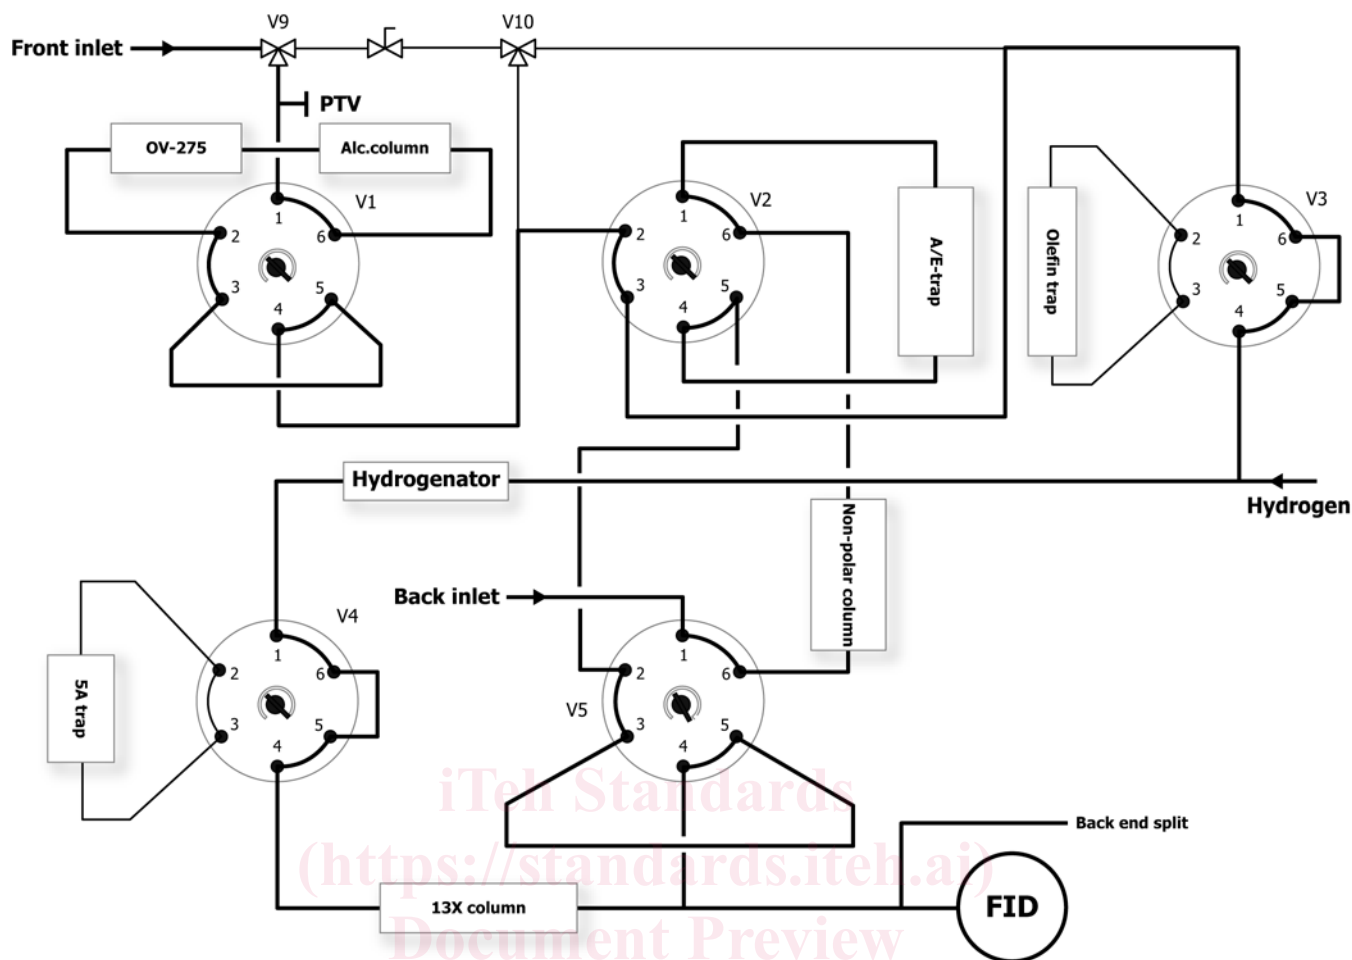 V9
V10
Front inlet
PTV
OV-275
Alc.column
V1
1
2
3
4
5
6
V2
1
2
3
4
5
6
A/E-trap
Olefin trap
V3
1
2
3
4
5
6
Hydrogenator
Hydrogen
Non-polar column
Back inlet
V4
1
2
3
4
5
6
5A trap
V5
1
2
3
4
5
6
iTeh Standards
(https://standards.iteh.ai)
Document Preview
Back end split
13X column
FID